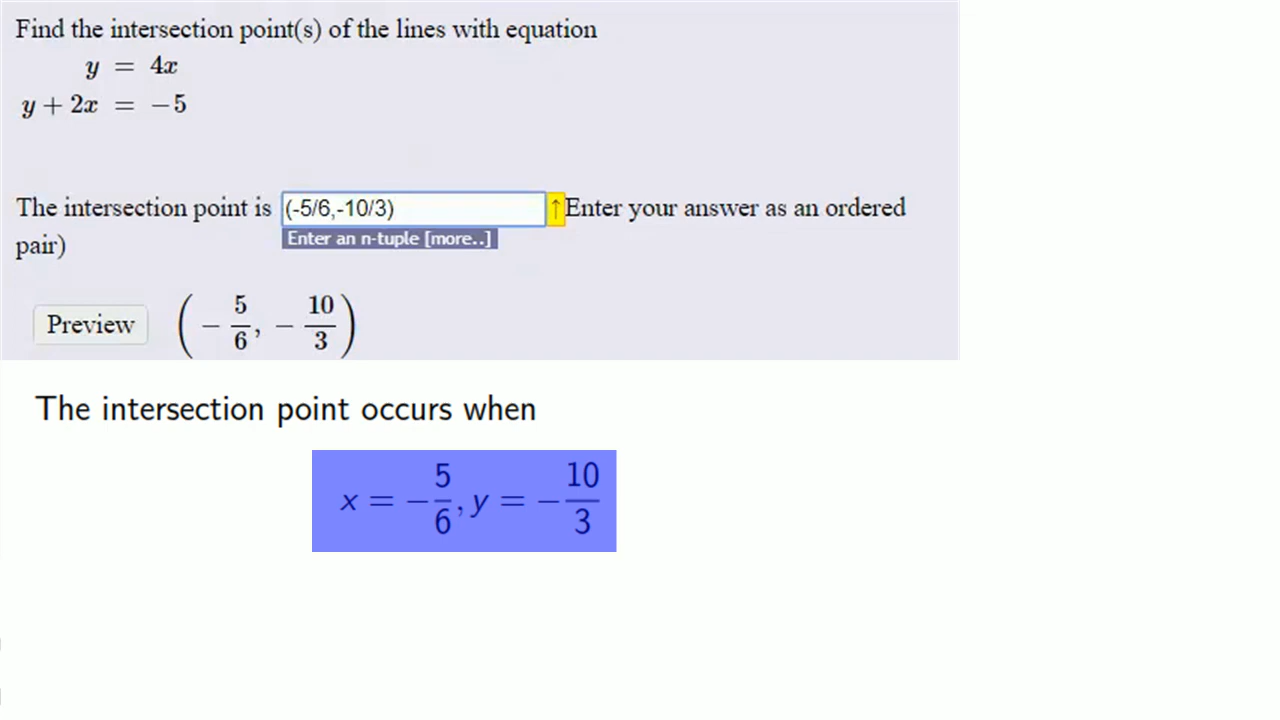 Find the intersection point(s) of the lines with equation
y = 4x
y + 2x = −5
The intersection point is (-5/6,-10/3) ↑Enter your answer as an ordered
Enter an n-tuple [more..]
pair)
Preview (−5/6, −10/3)
The intersection point occurs when
x = −5/6, y = −10/3